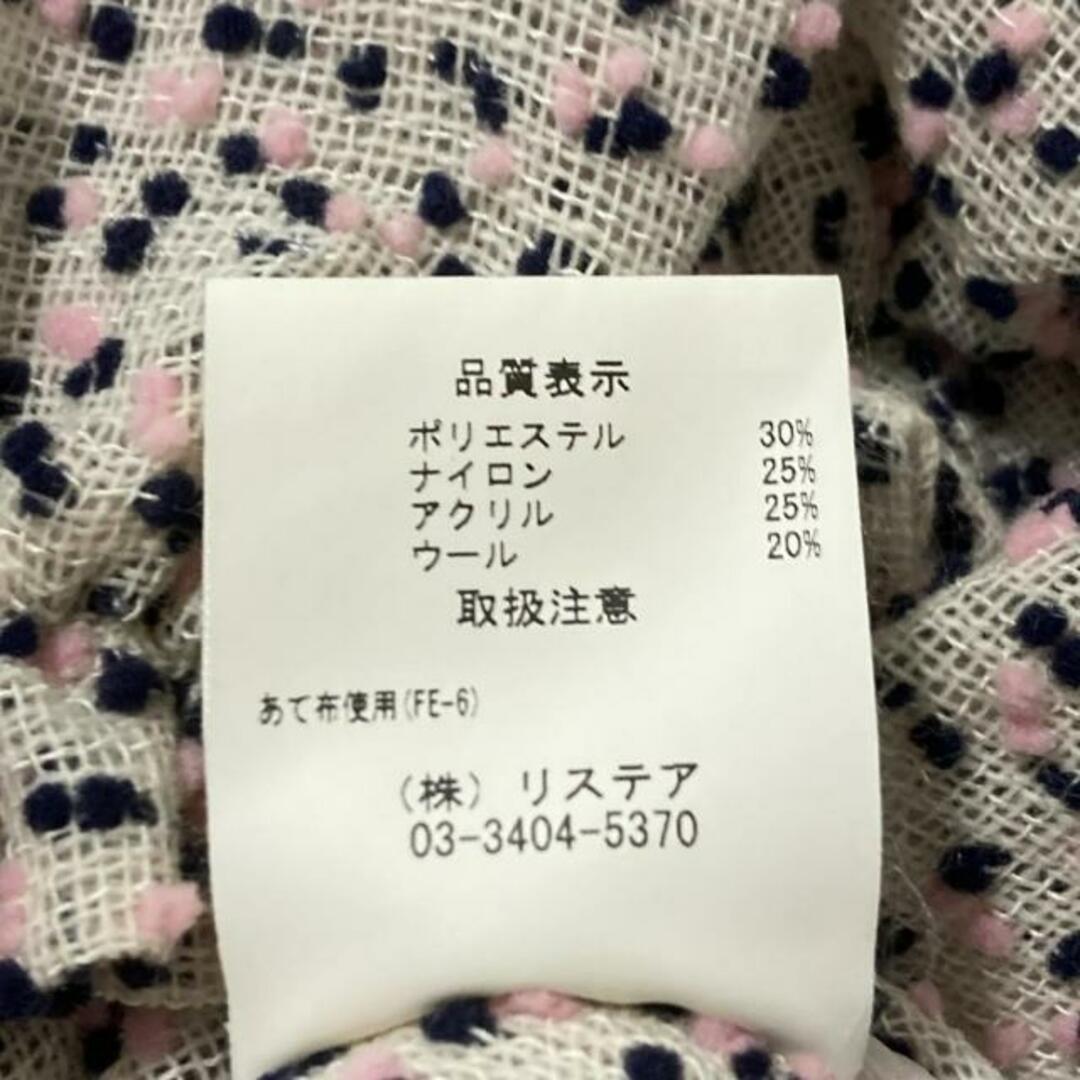 品質表示
ポリエステル 30%
ナイロン 25%
アクリル 25%
ウール 20%
取扱注意
あて布使用(FE-6)
(株) リステア
03-3404-5370